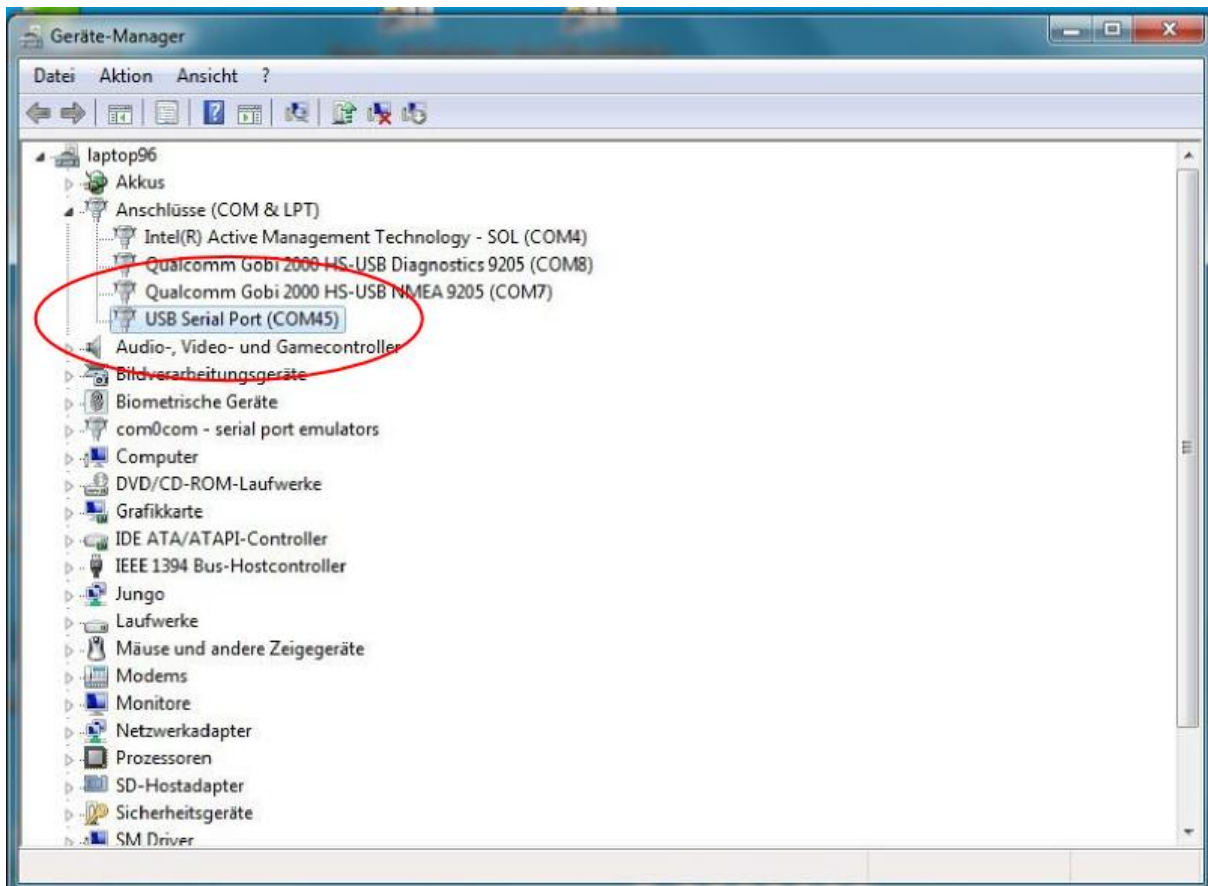 Geräte-Manager
Datei Aktion Ansicht ?
laptop96
Akkus
Anschlüsse (COM & LPT)
Intel(R) Active Management Technology - SOL (COM4)
Qualcomm Gobi 2000 HS-USB Diagnostics 9205 (COM8)
Qualcomm Gobi 2000 HS-USB NMEA 9205 (COM7)
USB Serial Port (COM45)
Audio-, Video- und Gamecontroller
Bildverarbeitungsgeräte
Biometrische Geräte
com0com - serial port emulators
Computer
DVD/CD-ROM-Laufwerke
Grafikkarte
IDE ATA/ATAPI-Controller
IEEE 1394 Bus-Hostcontroller
Jungo
Laufwerke
Mäuse und andere Zeigegeräte
Modems
Monitore
Netzwerkadapter
Prozessoren
SD-Hostadapter
Sicherheitsgeräte
SM Driver